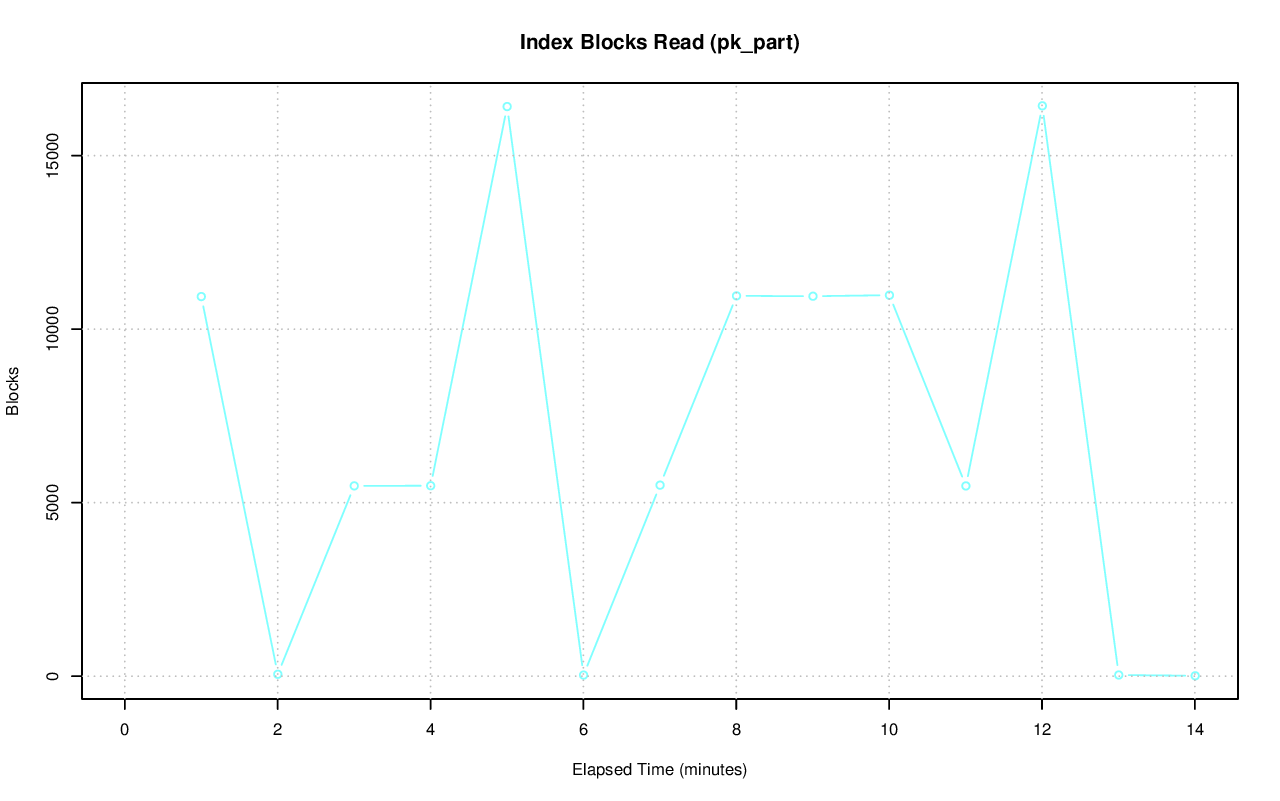 Index Blocks Read (pk_part)
Blocks
15000
10000
5000
0
0 2 4 6 8 10 12 14
Elapsed Time (minutes)